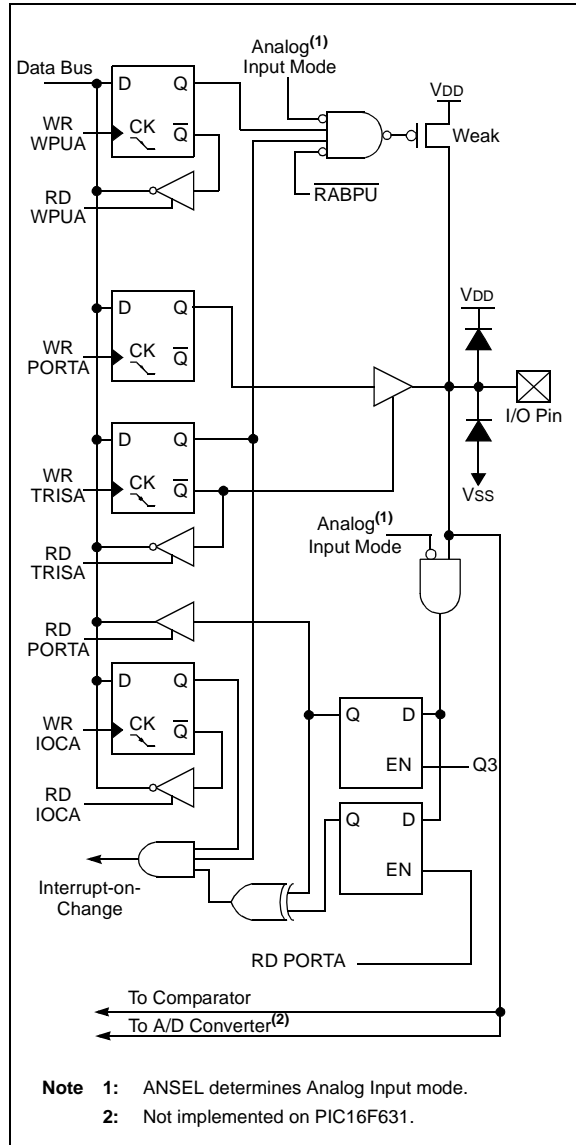 Data Bus
D Q
WR
WPUA
CK
Q̅
RD
WPUA
Analog(1)
Input Mode
VDD
Weak
R̅A̅B̅P̅U̅
D Q
WR
PORTA
CK
Q̅
VDD
I/O Pin
VSS
D Q
WR
TRISA
CK
Q̅
RD
TRISA
Analog(1)
Input Mode
RD
PORTA
D Q
WR
IOCA
CK
Q̅
RD
IOCA
Q D
EN
Q3
Q D
EN
Interrupt-on-
Change
RD PORTA
To Comparator
To A/D Converter(2)
Note 1: ANSEL determines Analog Input mode.
2: Not implemented on PIC16F631.